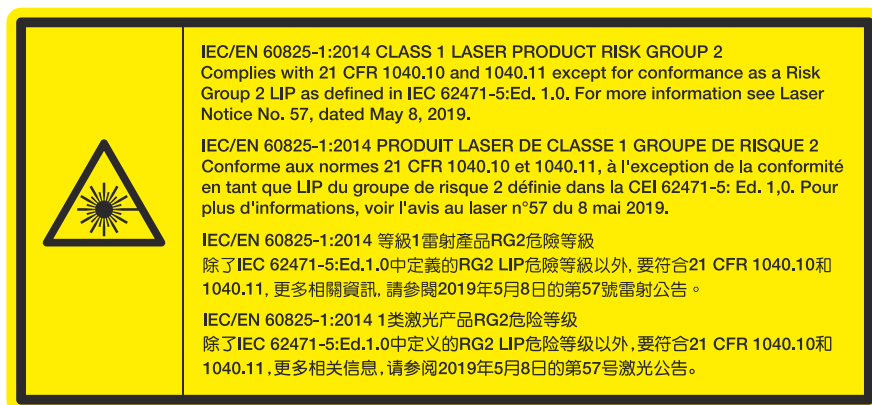 IEC/EN 60825-1:2014 CLASS 1 LASER PRODUCT RISK GROUP 2
Complies with 21 CFR 1040.10 and 1040.11 except for conformance as a Risk
Group 2 LIP as defined in IEC 62471-5:Ed. 1.0. For more information see Laser
Notice No. 57, dated May 8, 2019.
IEC/EN 60825-1:2014 PRODUIT LASER DE CLASSE 1 GROUPE DE RISQUE 2
Conforme aux normes 21 CFR 1040.10 et 1040.11, à l'exception de la conformité
en tant que LIP du groupe de risque 2 définie dans la CEI 62471-5: Ed. 1,0. Pour
plus d'informations, voir l'avis au laser n°57 du 8 mai 2019.
IEC/EN 60825-1:2014 等級1雷射產品RG2危險等級
除了IEC 62471-5:Ed.1.0中定義的RG2 LIP危險等級以外, 要符合21 CFR 1040.10和
1040.11, 更多相關資訊, 請參閱2019年5月8日的第57號雷射公告。
IEC/EN 60825-1:2014 1类激光产品RG2危险等级
除了IEC 62471-5:Ed.1.0中定义的RG2 LIP危险等级以外,要符合21 CFR 1040.10和
1040.11,更多相关信息,请参阅2019年5月8日的第57号激光公告。